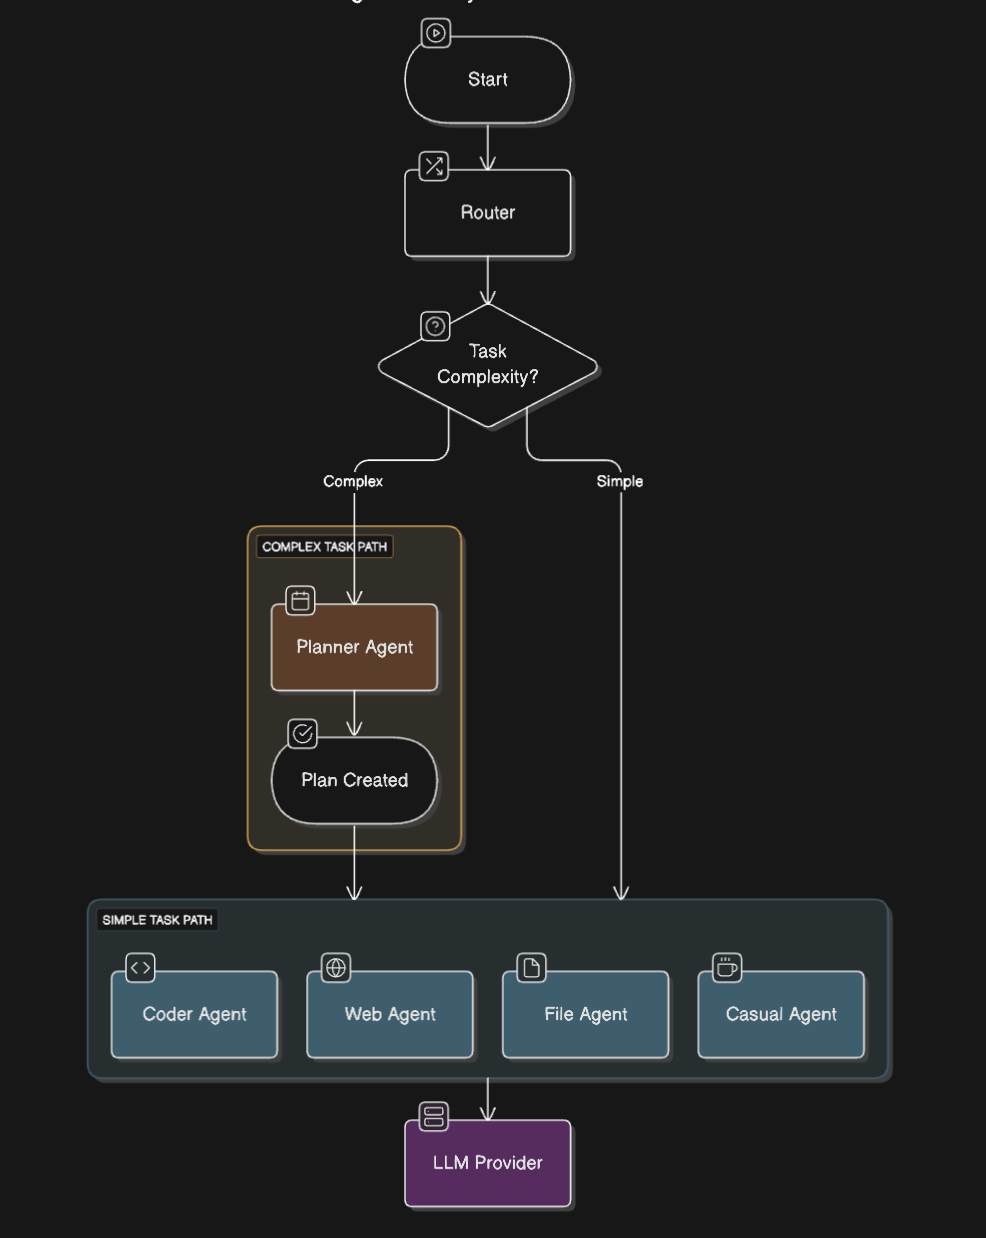 Start
Router
Task
Complexity?
Complex
Simple
COMPLEX TASK PATH
Planner Agent
Plan Created
SIMPLE TASK PATH
Coder Agent
Web Agent
File Agent
Casual Agent
LLM Provider